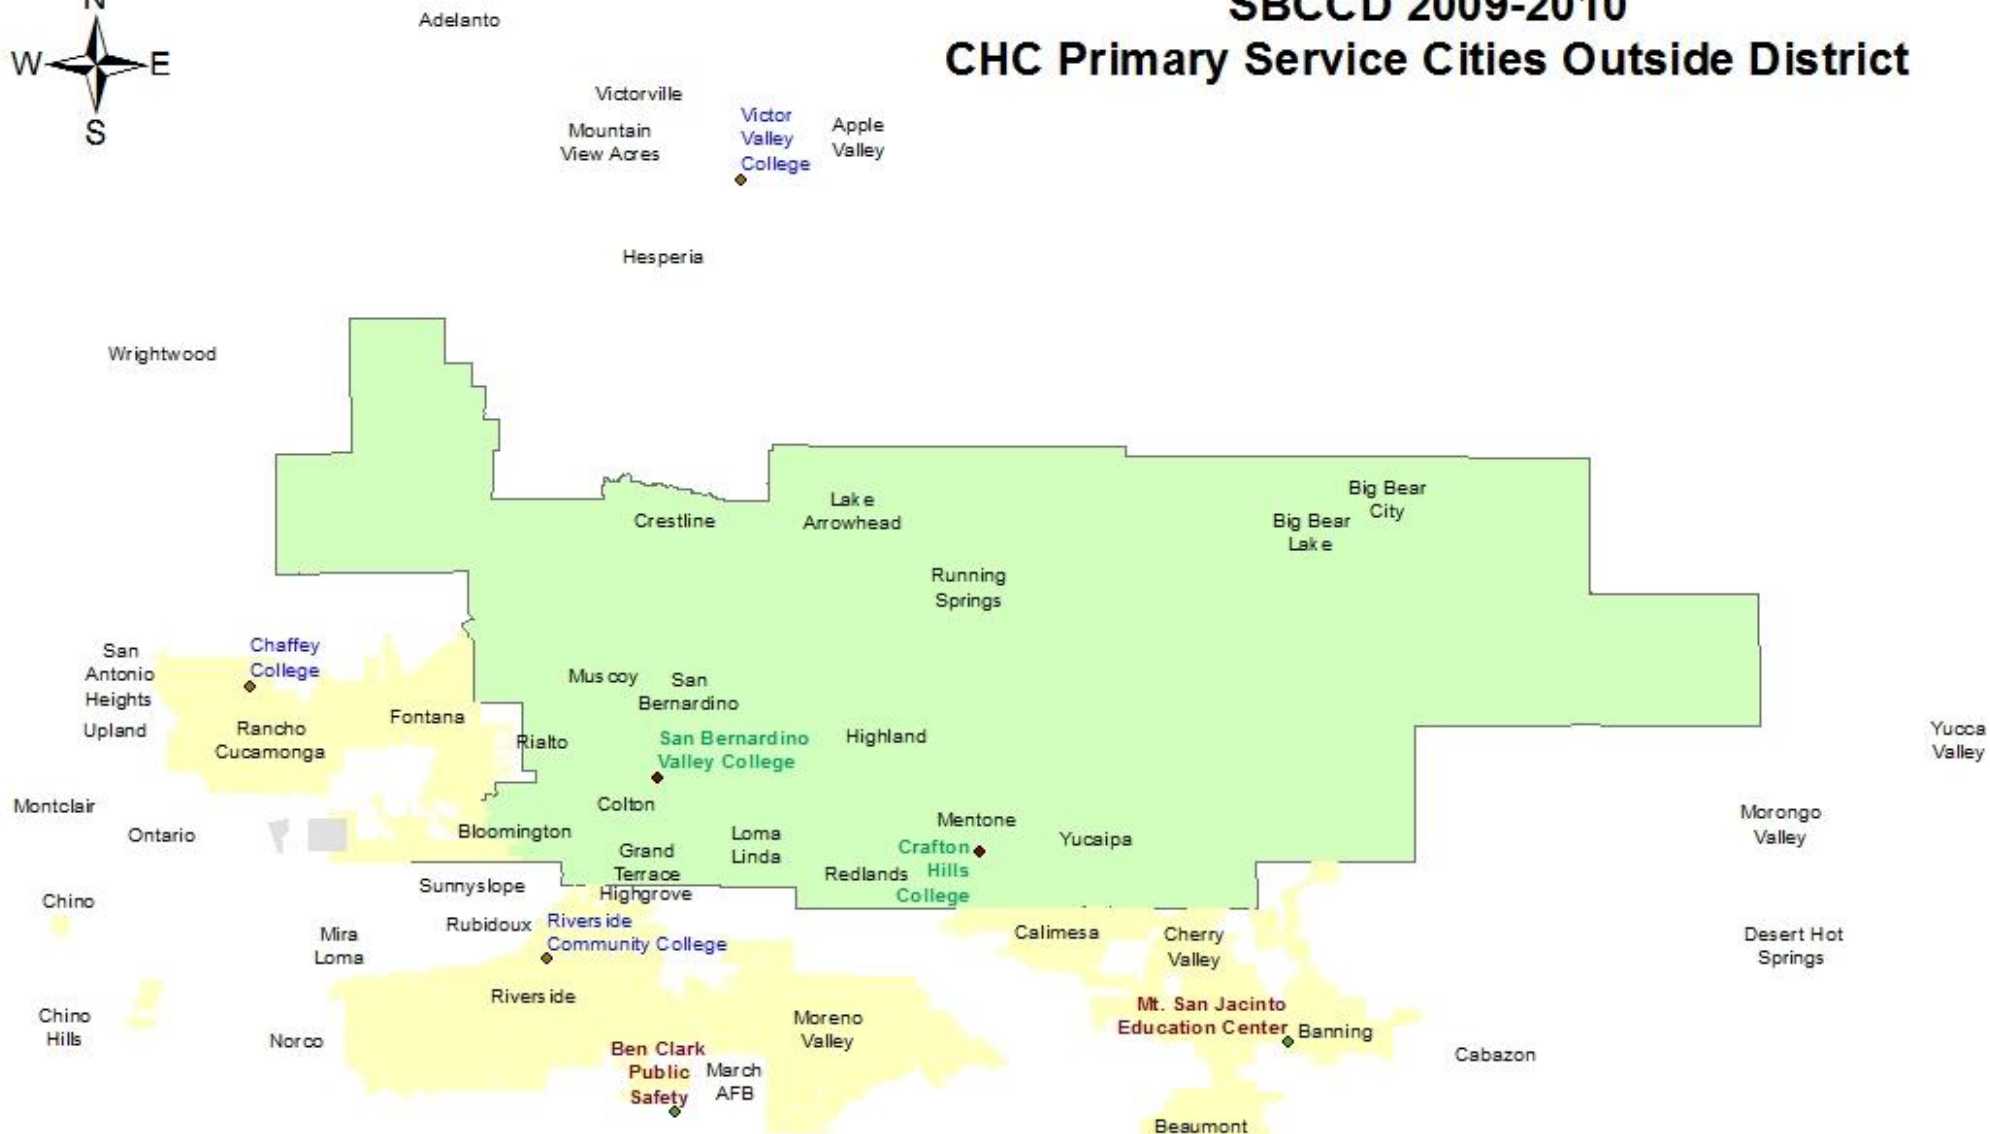 N
W E
S
SBCCD 2009-2010
CHC Primary Service Cities Outside District
Adelanto
Victorville
Mountain
View Acres
Victor
Valley
College
Apple
Valley
Hesperia
Wrightwood
Crestline
Lake
Arrowhead
Running
Springs
Big Bear
City
Big Bear
Lake
San
Antonio
Heights
Upland
Chaffey
College
Rancho
Cucamonga
Fontana
Muscoy
San
Bernardino
Rialto
San Bernardino
Valley College
Highland
Yucca
Valley
Montclair
Ontario
Bloomington
Colton
Grand
Terrace
Highgrove
Loma
Linda
Mentone
Crafton
Hills
College
Redlands
Yucaipa
Morongo
Valley
Chino
Sunnyslope
Rubidoux
Riverside
Community College
Mira
Loma
Calimesa
Cherry
Valley
Desert Hot
Springs
Chino
Hills
Norco
Riverside
Moreno
Valley
Ben Clark
Public
Safety
March
AFB
Mt. San Jacinto
Education Center
Banning
Cabazon
Beaumont